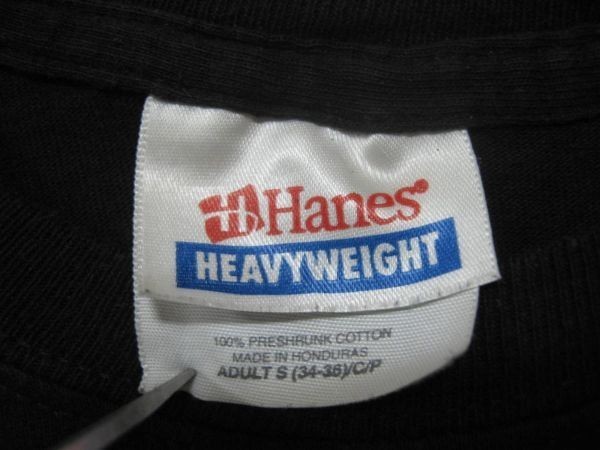 Hanes®
HEAVYWEIGHT
100% PRESHRUNK COTTON
MADE IN HONDURAS
ADULT S (34-36)/C/P